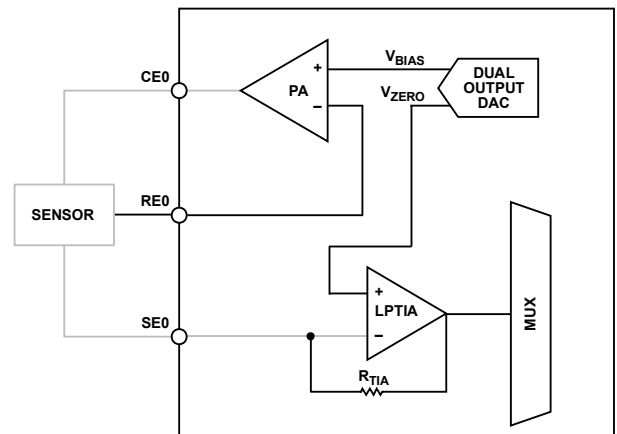 CE0
PA
+
−
VBIAS
VZERO
DUAL
OUTPUT
DAC
SENSOR
RE0
SE0
+
−
LPTIA
RTIA
MUX